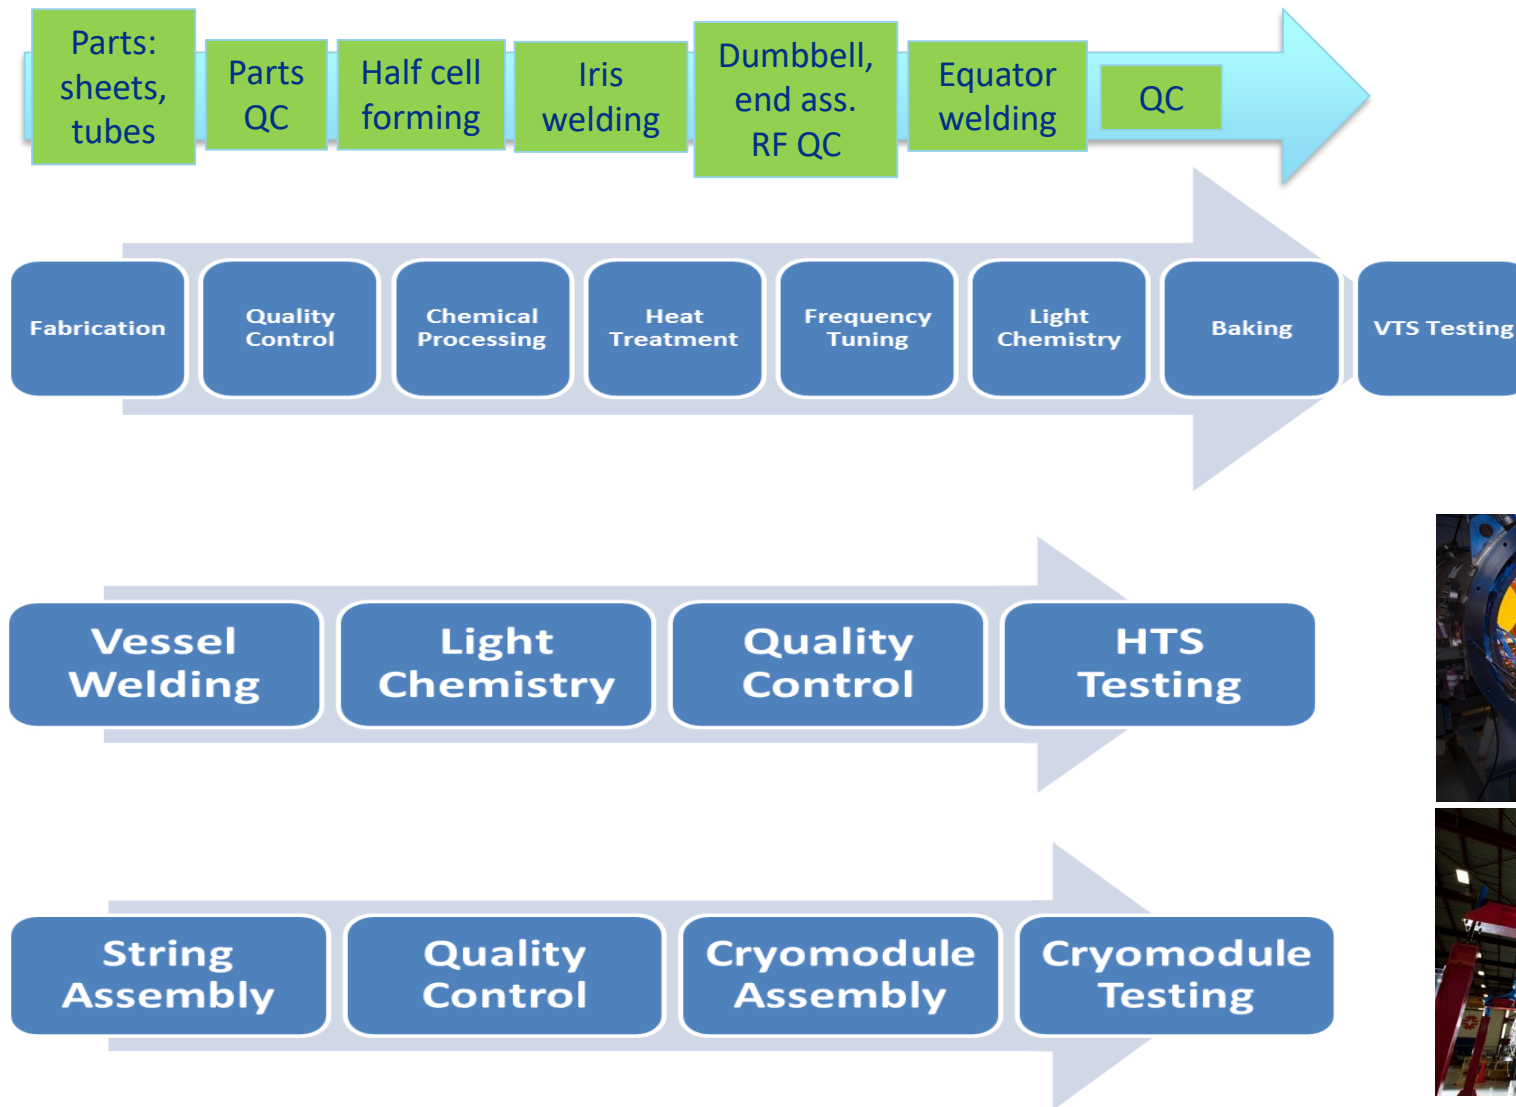 Parts:
sheets,
tubes
Parts
QC
Half cell
forming
Iris
welding
Dumbbell,
end ass.
RF QC
Equator
welding
QC
Fabrication
Quality
Control
Chemical
Processing
Heat
Treatment
Frequency
Tuning
Light
Chemistry
Baking
VTS Testing
Vessel
Welding
Light
Chemistry
Quality
Control
HTS
Testing
String
Assembly
Quality
Control
Cryomodule
Assembly
Cryomodule
Testing